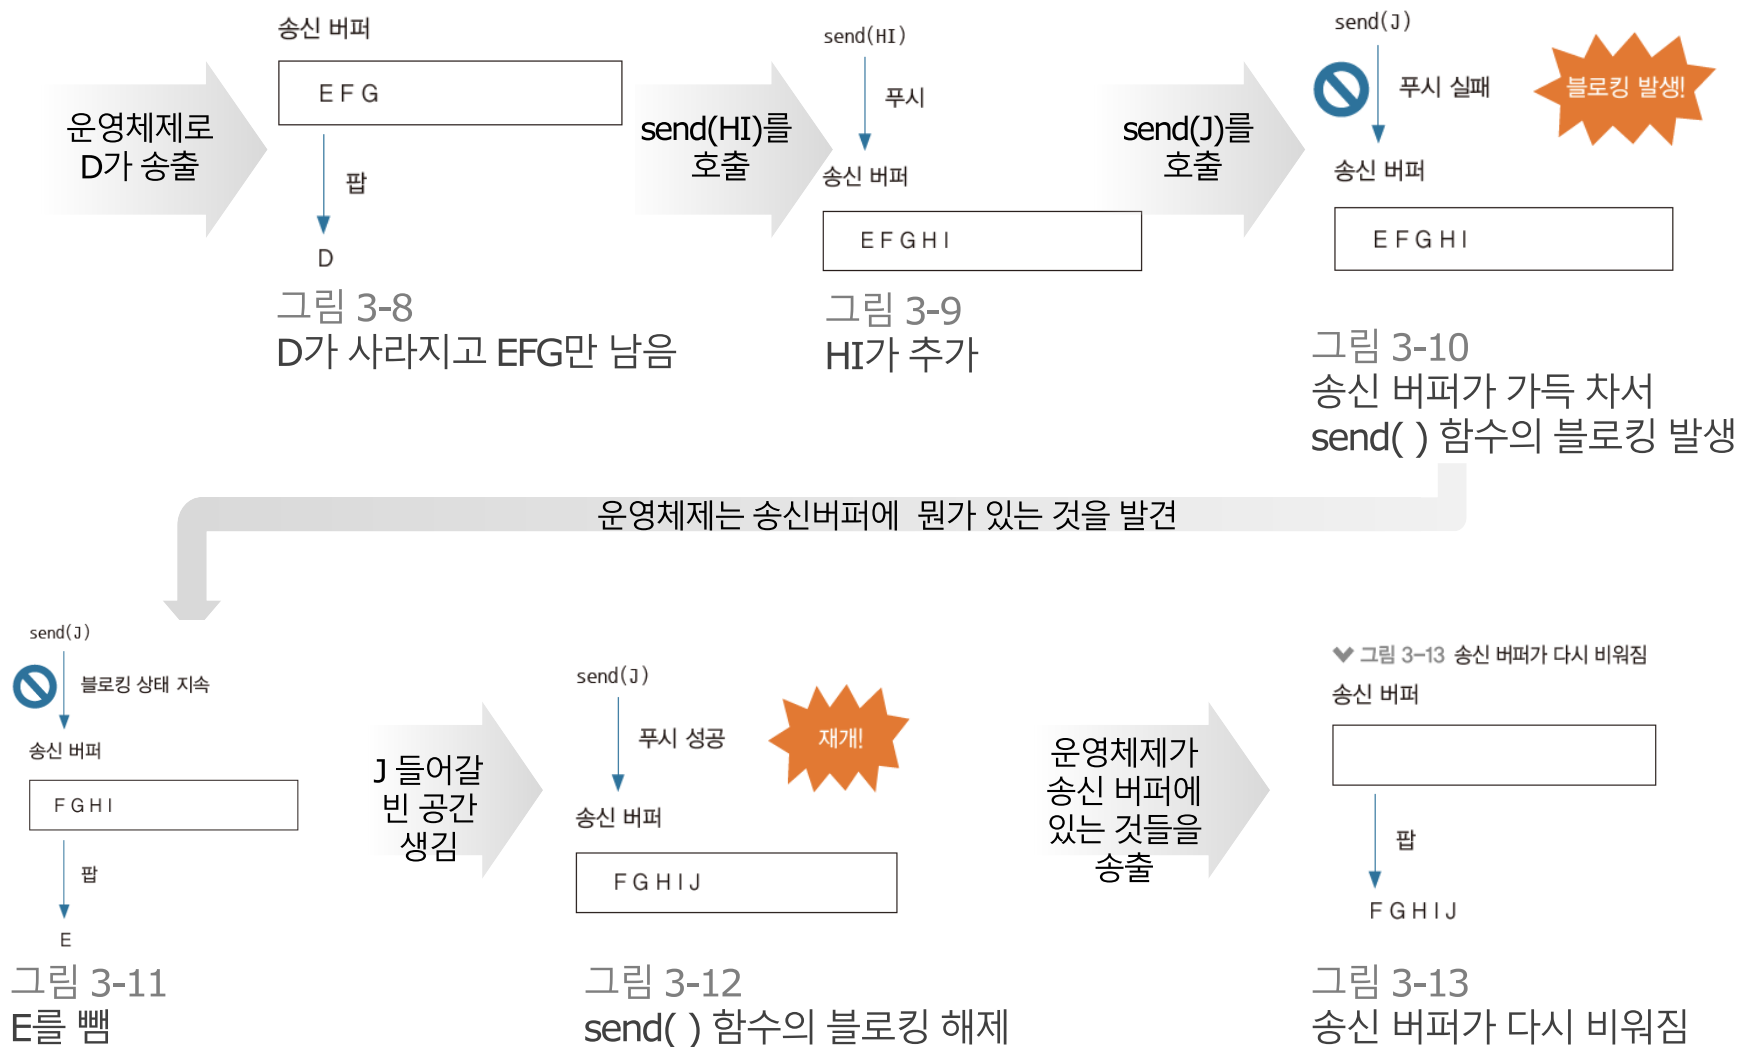 운영체제로
D가 송출
송신 버퍼
E F G
팝
D
그림 3-8
D가 사라지고 EFG만 남음
send(HI)를
호출
send(HI)
푸시
송신 버퍼
E F G H I
그림 3-9
HI가 추가
send(J)를
호출
send(J)
푸시 실패
블로킹 발생!
송신 버퍼
E F G H I
그림 3-10
송신 버퍼가 가득 차서
send( ) 함수의 블로킹 발생
운영체제는 송신버퍼에 뭔가 있는 것을 발견
send(J)
블로킹 상태 지속
송신 버퍼
F G H I
팝
E
그림 3-11
E를 뺌
J 들어갈
빈 공간
생김
send(J)
푸시 성공
재개!
송신 버퍼
F G H I J
그림 3-12
send( ) 함수의 블로킹 해제
운영체제가
송신 버퍼에
있는 것들을
송출
그림 3-13 송신 버퍼가 다시 비워짐
송신 버퍼
팝
F G H I J
그림 3-13
송신 버퍼가 다시 비워짐